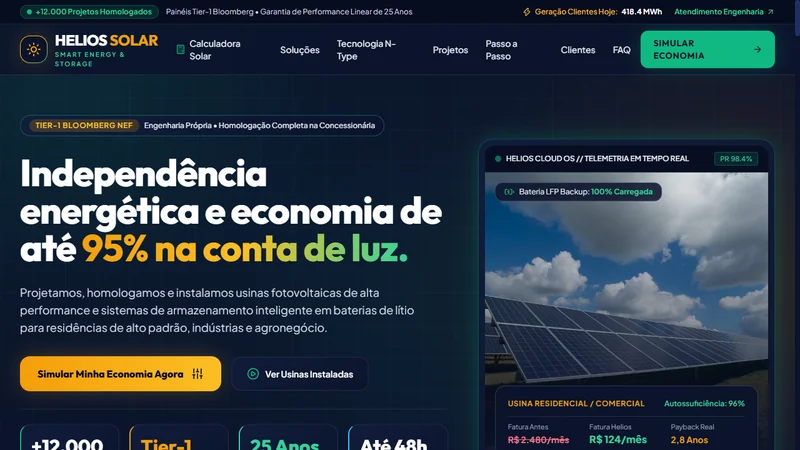 +12.000 Projetos Homologados Painéis Tier-1 Bloomberg • Garantia de Performance Linear de 25 Anos Geração Clientes Hoje: 418.4 MWh Atendimento Engenharia ↗
HELIOS SOLAR
SMART ENERGY & STORAGE
Calculadora Solar
Soluções
Tecnologia N-Type
Projetos
Passo a Passo
Clientes
FAQ
SIMULAR ECONOMIA →
TIER-1 BLOOMBERG NEF Engenharia Própria • Homologação Completa na Concessionária
Independência
energética e economia de
até 95% na conta de luz.
Projetamos, homologamos e instalamos usinas fotovoltaicas de alta
performance e sistemas de armazenamento inteligente em baterias de lítio
para residências de alto padrão, indústrias e agronegócio.
Simular Minha Economia Agora
Ver Usinas Instaladas
+12.000
Tier-1
25 Anos
Até 48h
HELIOS CLOUD OS // TELEMETRIA EM TEMPO REAL PR 98.4%
Bateria LFP Backup: 100% Carregada
USINA RESIDENCIAL / COMERCIAL Autossuficiência: 96%
Fatura Antes Fatura Helios Payback Real
R$ 2.480/mês R$ 124/mês 2,8 Anos